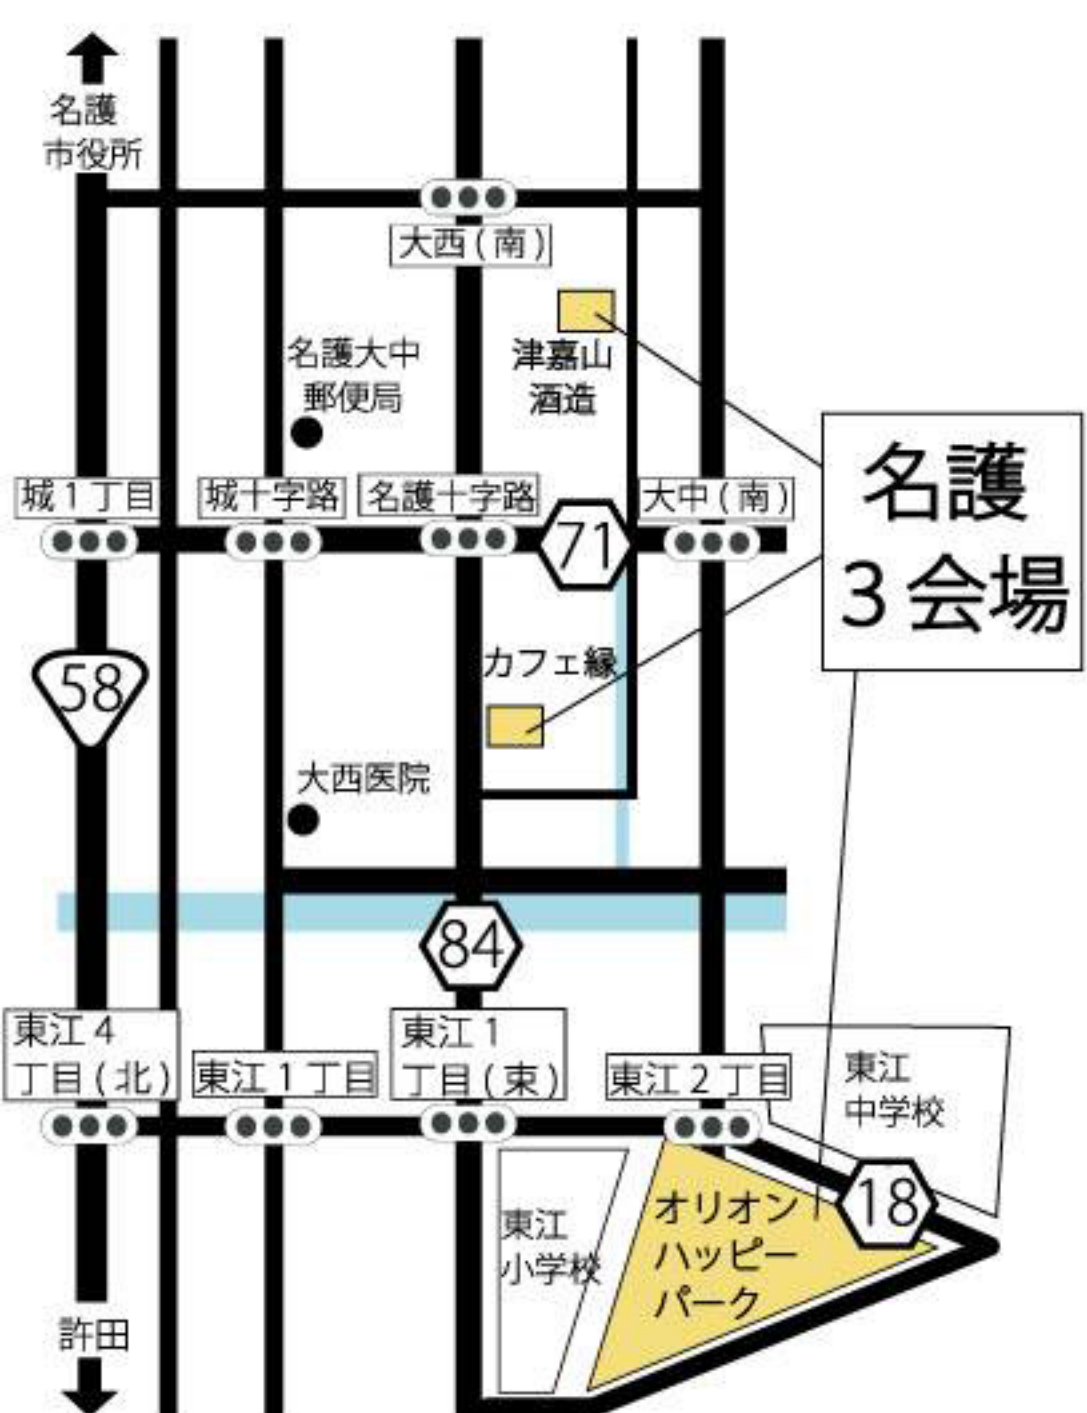 名護
市役所
大西(南)
名護大中
郵便局
津嘉山
酒造
城1丁目
城十字路
名護十字路
大中(南)
71
名護
3会場
58
カフェ縁
大西医院
84
東江4
丁目(北)
東江1丁目
東江1
丁目(東)
東江2丁目
東江
中学校
18
東江
小学校
オリオン
ハッピー
パーク
許田